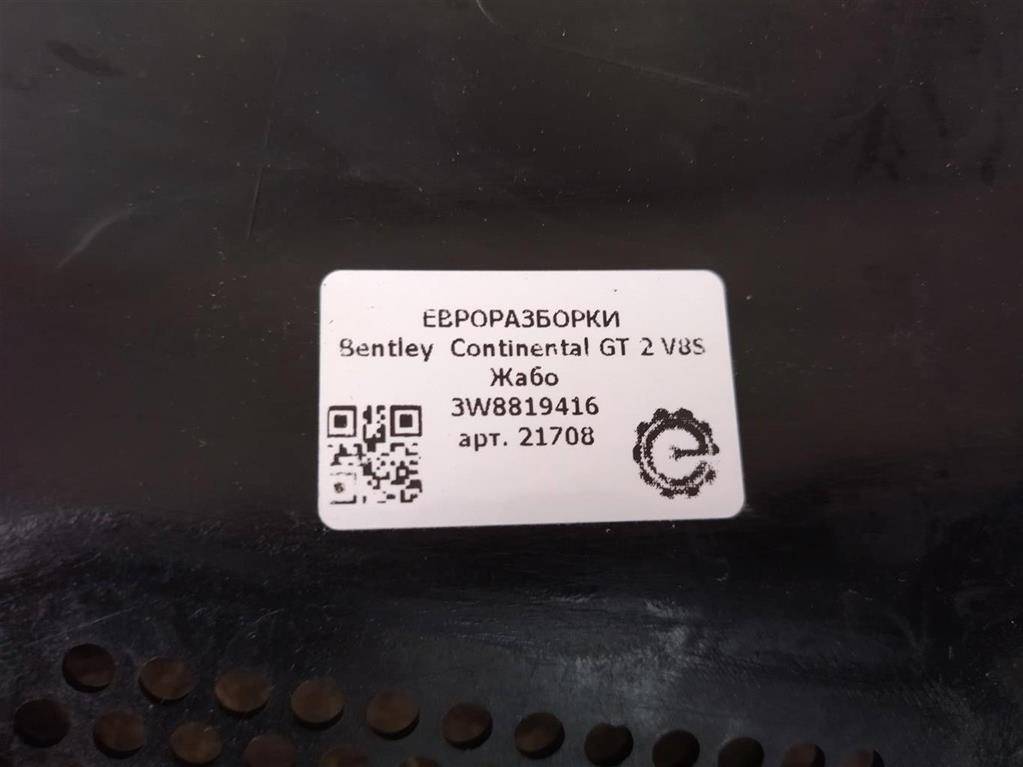 ЕВРОРАЗБОРКИ
Bentley Continental GT 2 V8S
Жабо
3W8819416
арт. 21708